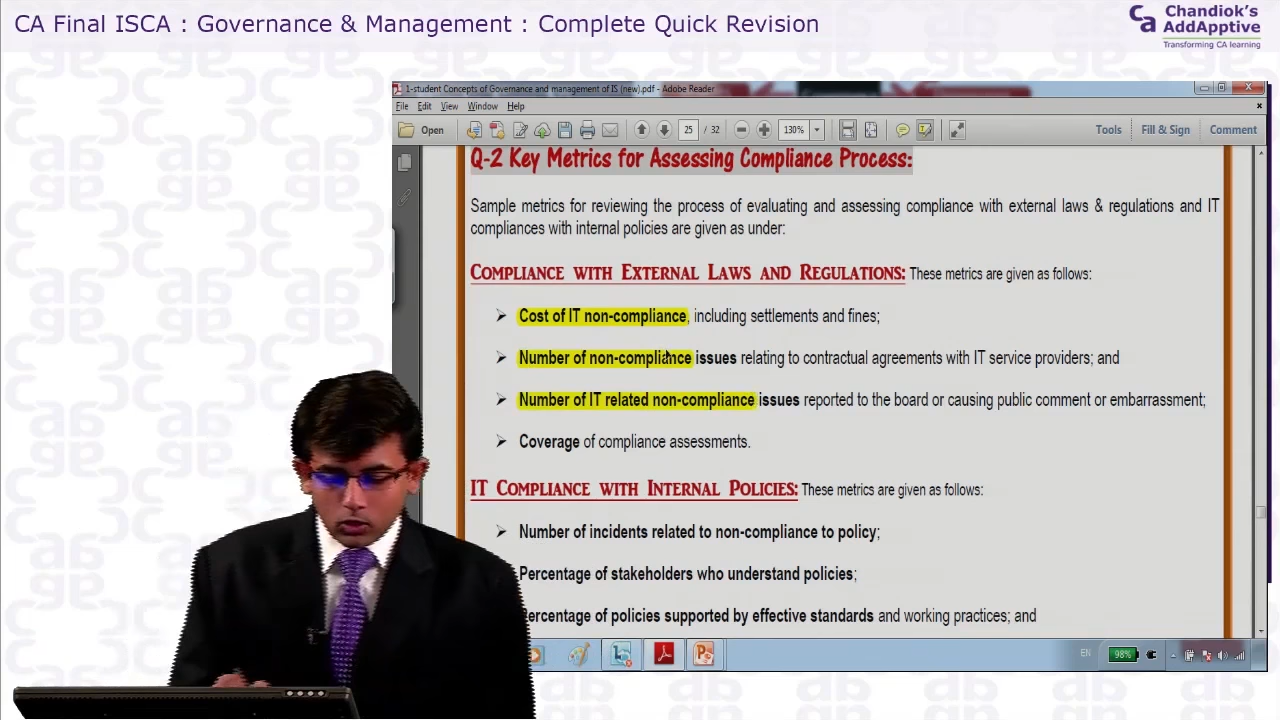 CA Final ISCA : Governance & Management : Complete Quick Revision
Ca Chandiok's
AddApptive
Transforming CA learning
1-student Concepts of Governance and management of IS (new).pdf - Adobe Reader
File Edit View Window Help
Open 25 / 32 130% Tools Fill & Sign Comment
Q-2 Key Metrics for Assessing Compliance Process:
Sample metrics for reviewing the process of evaluating and assessing compliance with external laws & regulations and IT
compliances with internal policies are given as under:
COMPLIANCE WITH EXTERNAL LAWS AND REGULATIONS: These metrics are given as follows:
➢ Cost of IT non-compliance, including settlements and fines;
➢ Number of non-compliance issues relating to contractual agreements with IT service providers; and
➢ Number of IT related non-compliance issues reported to the board or causing public comment or embarrassment;
➢ Coverage of compliance assessments.
IT COMPLIANCE WITH INTERNAL POLICIES: These metrics are given as follows:
Number of incidents related to non-compliance to policy;
Percentage of stakeholders who understand policies;
ercentage of policies supported by effective standards and working practices; and
EN 98%